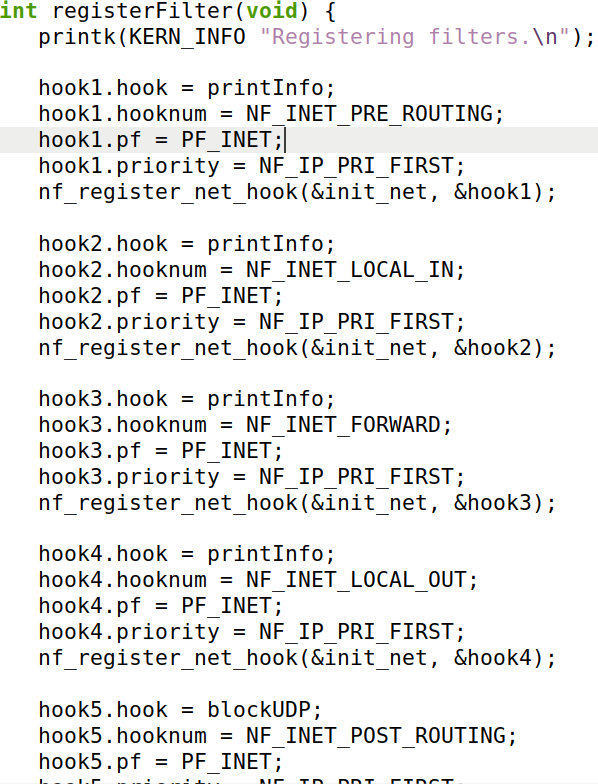 int registerFilter(void) {
printk(KERN_INFO "Registering filters.\n");
hook1.hook = printInfo;
hook1.hooknum = NF_INET_PRE_ROUTING;
hook1.pf = PF_INET;
hook1.priority = NF_IP_PRI_FIRST;
nf_register_net_hook(&init_net, &hook1);
hook2.hook = printInfo;
hook2.hooknum = NF_INET_LOCAL_IN;
hook2.pf = PF_INET;
hook2.priority = NF_IP_PRI_FIRST;
nf_register_net_hook(&init_net, &hook2);
hook3.hook = printInfo;
hook3.hooknum = NF_INET_FORWARD;
hook3.pf = PF_INET;
hook3.priority = NF_IP_PRI_FIRST;
nf_register_net_hook(&init_net, &hook3);
hook4.hook = printInfo;
hook4.hooknum = NF_INET_LOCAL_OUT;
hook4.pf = PF_INET;
hook4.priority = NF_IP_PRI_FIRST;
nf_register_net_hook(&init_net, &hook4);
hook5.hook = blockUDP;
hook5.hooknum = NF_INET_POST_ROUTING;
hook5.pf = PF_INET;
hook5.priority = NF_IP_PRI_FIRST;